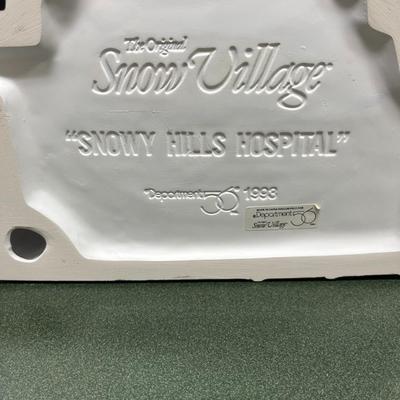 The Original
Snow Village
"SNOWY HILLS HOSPITAL"
Department 56 1993
Department 56
Snow Village